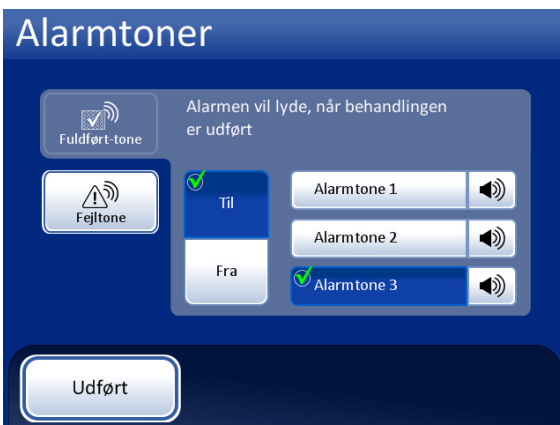 Alarmtoner
Fuldført-tone
Alarmen vil lyde, når behandlingen
er udført
Fejltone
Til
Fra
Alarmtone 1
Alarmtone 2
Alarmtone 3
Udført